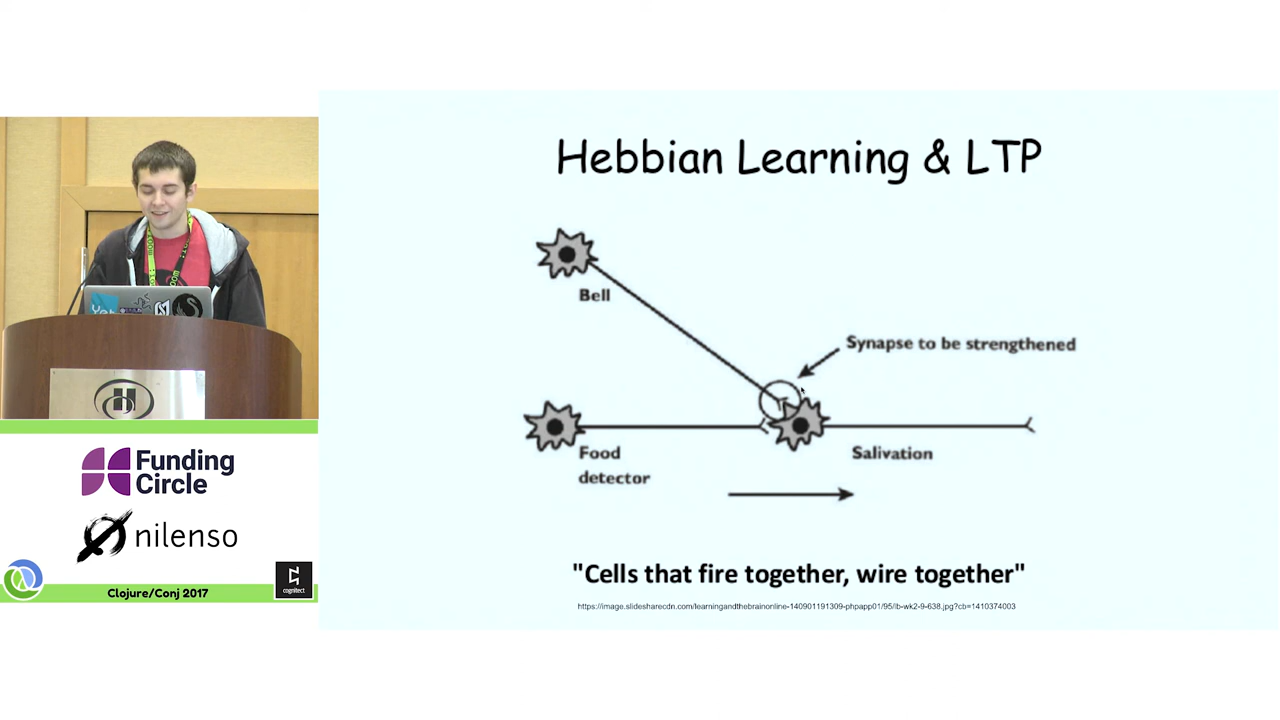 Hebbian Learning & LTP
Bell
Synapse to be strengthened
Food
detector
Salivation
"Cells that fire together, wire together"
https://image.slidesharecdn.com/learningandthebrainonline-140901191309-phpapp01/95/lb-wk2-9-638.jpg?cb=1410374003
H
Funding
Circle
nilenso
Clojure/Conj 2017
cognitect